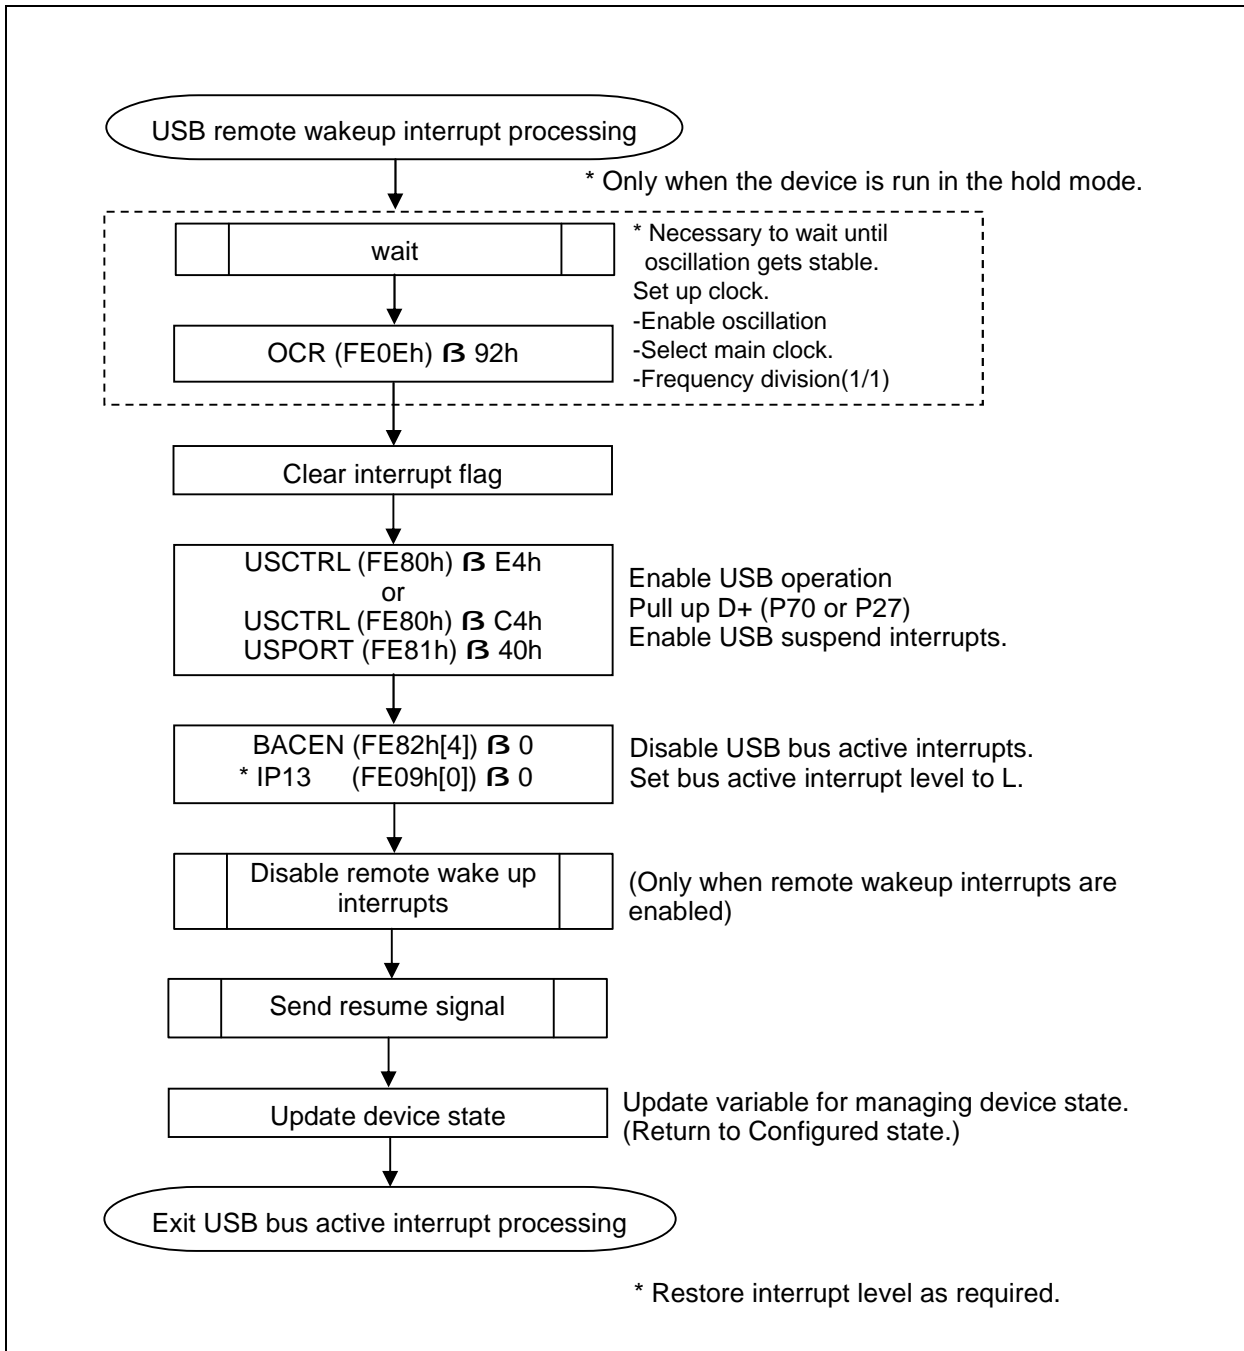 USB remote wakeup interrupt processing
* Only when the device is run in the hold mode.
wait
* Necessary to wait until
oscillation gets stable.
Set up clock.
-Enable oscillation
-Select main clock.
-Frequency division(1/1)
OCR (FE0Eh) ß 92h
Clear interrupt flag
USCTRL (FE80h) ß E4h
or
USCTRL (FE80h) ß C4h
USPORT (FE81h) ß 40h
Enable USB operation
Pull up D+ (P70 or P27)
Enable USB suspend interrupts.
BACEN (FE82h[4]) ß 0
* IP13 (FE09h[0]) ß 0
Disable USB bus active interrupts.
Set bus active interrupt level to L.
Disable remote wake up
interrupts
(Only when remote wakeup interrupts are
enabled)
Send resume signal
Update device state
Update variable for managing device state.
(Return to Configured state.)
Exit USB bus active interrupt processing
* Restore interrupt level as required.